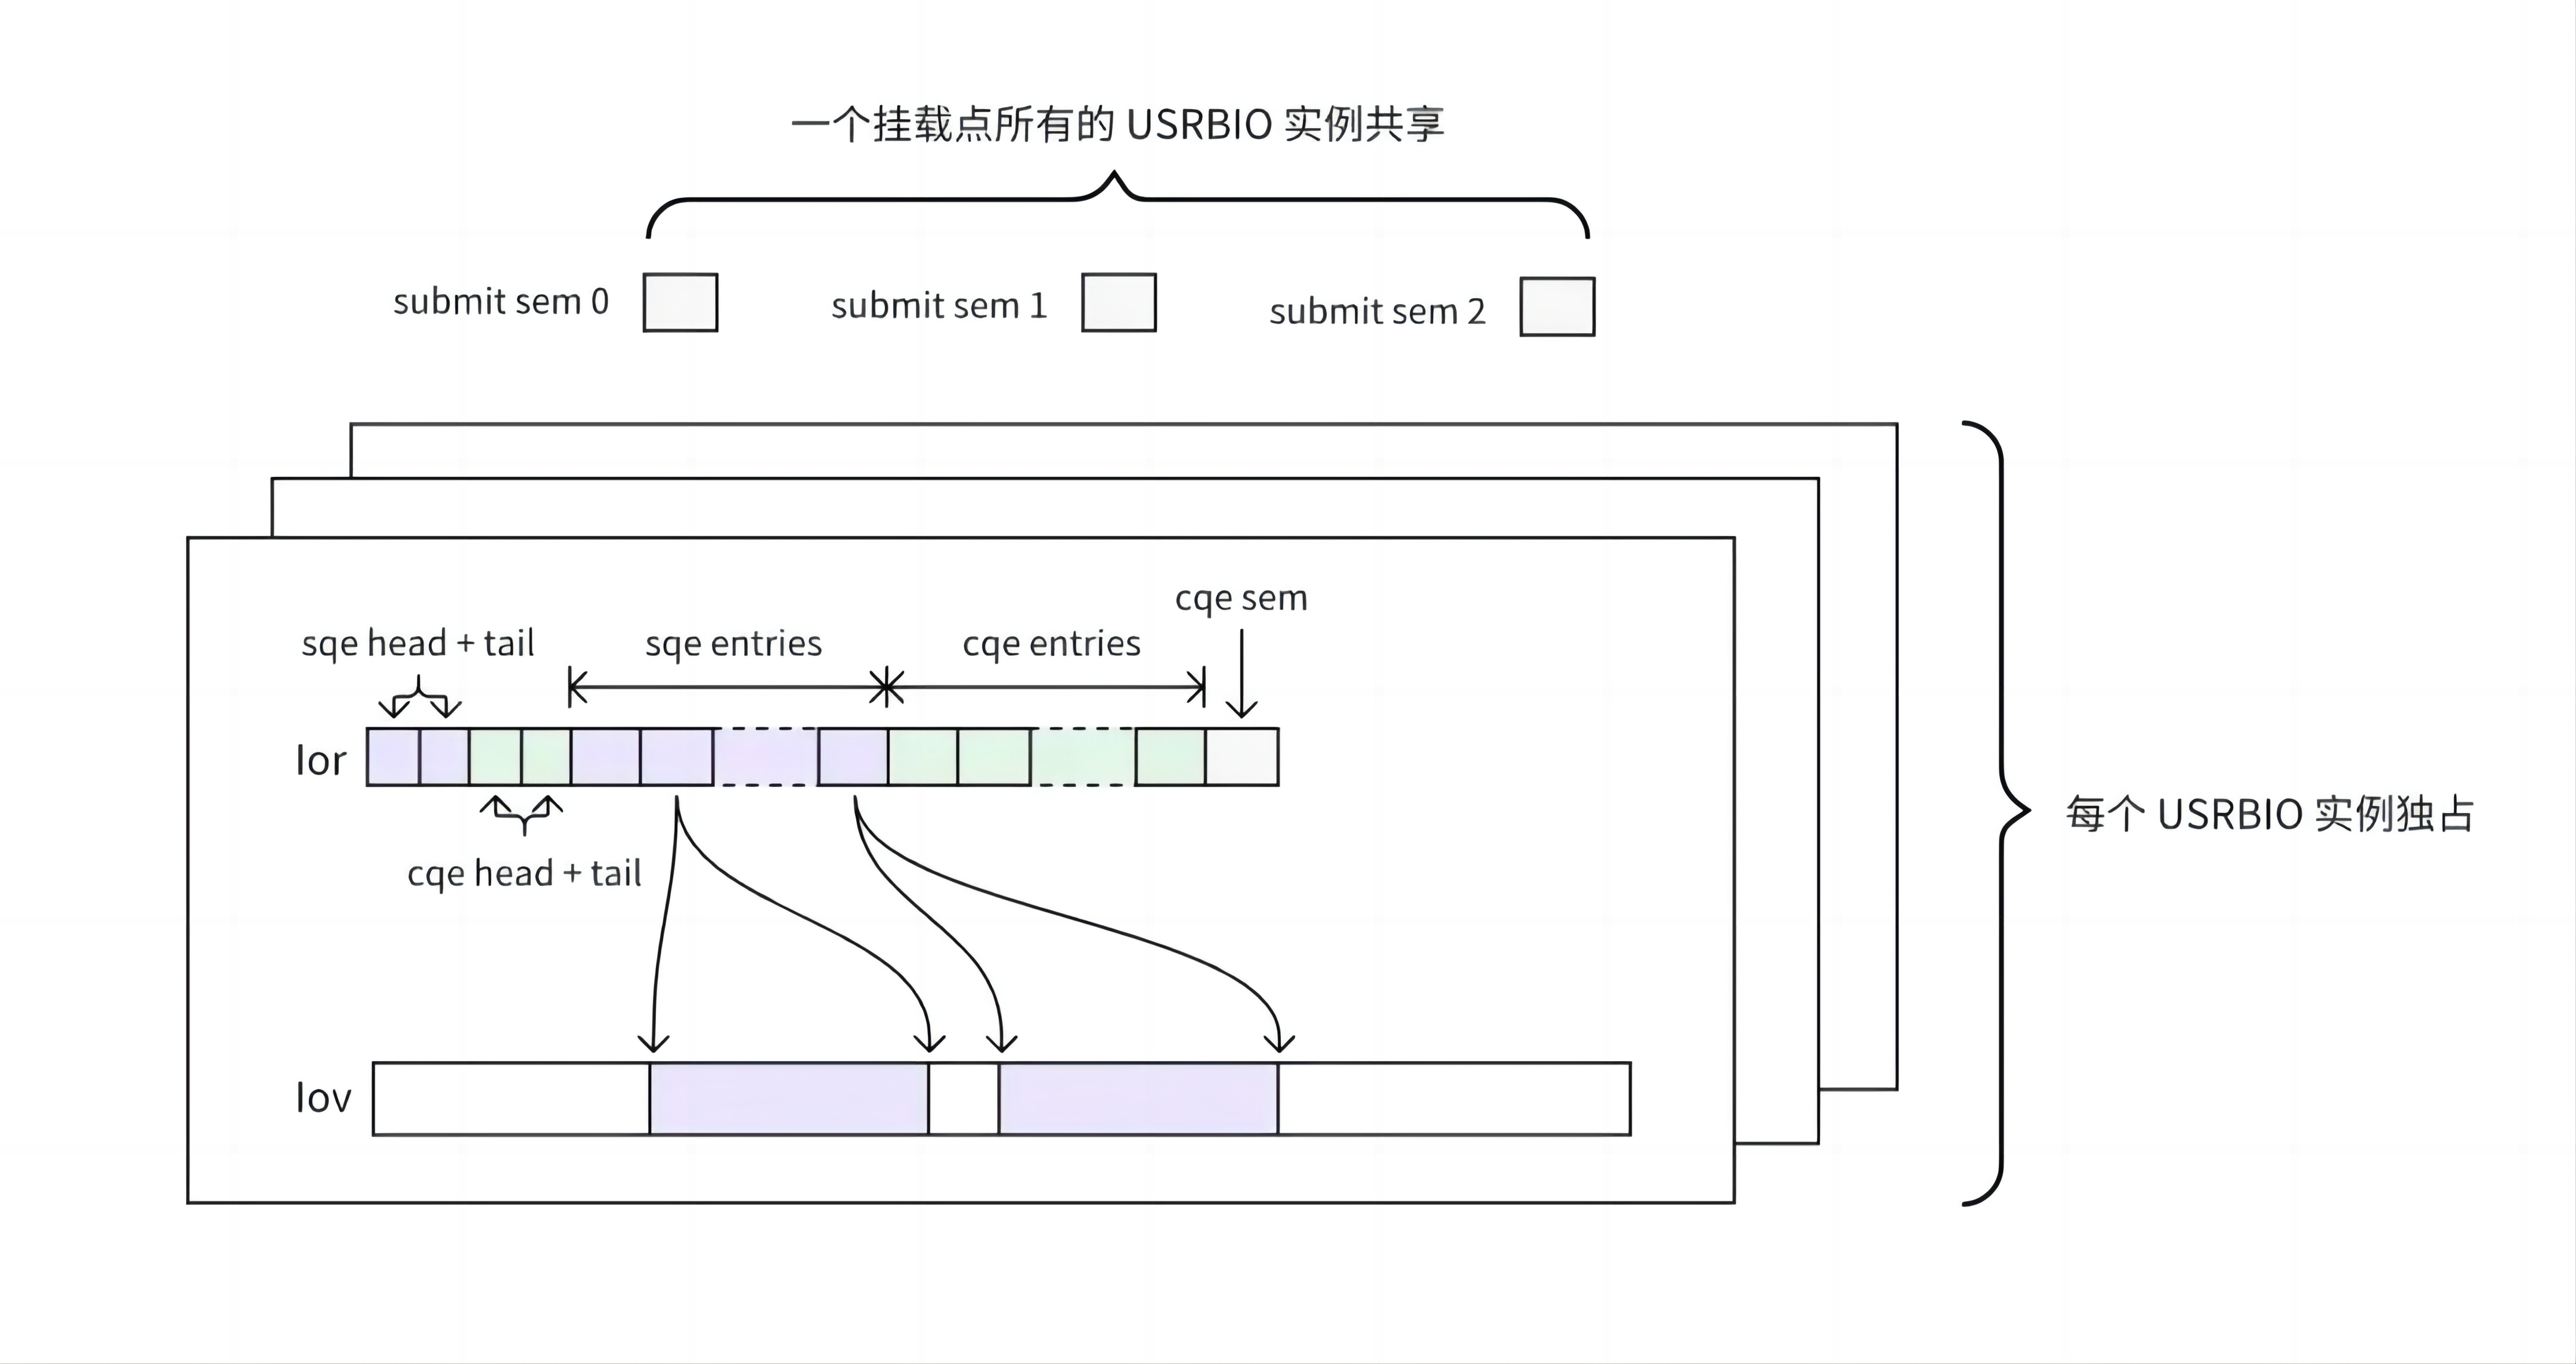 一个挂载点所有的 USRBIO 实例共享
submit sem 0
submit sem 1
submit sem 2
cqe sem
sqe head + tail
sqe entries
cqe entries
Ior
cqe head + tail
每个 USRBIO 实例独占
Iov